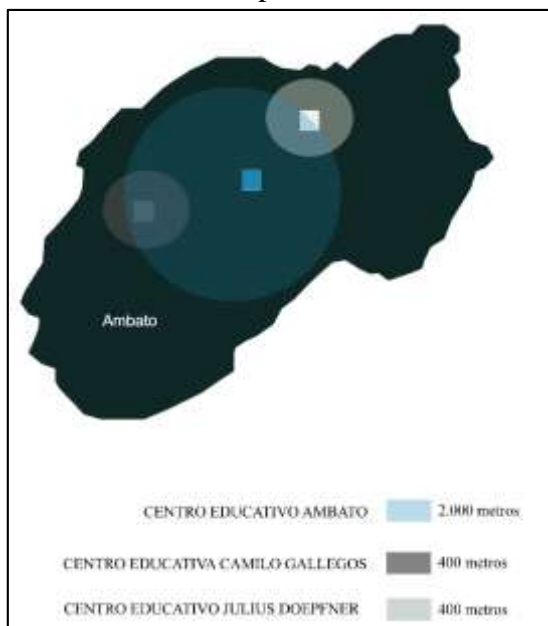 Ambato
CENTRO EDUCATIVO AMBATO 2.000 metros
CENTRO EDUCATIVA CAMILO GALLEGOS 400 metros
CENTRO EDUCATIVO JULIUS DOEPFNER 400 metros